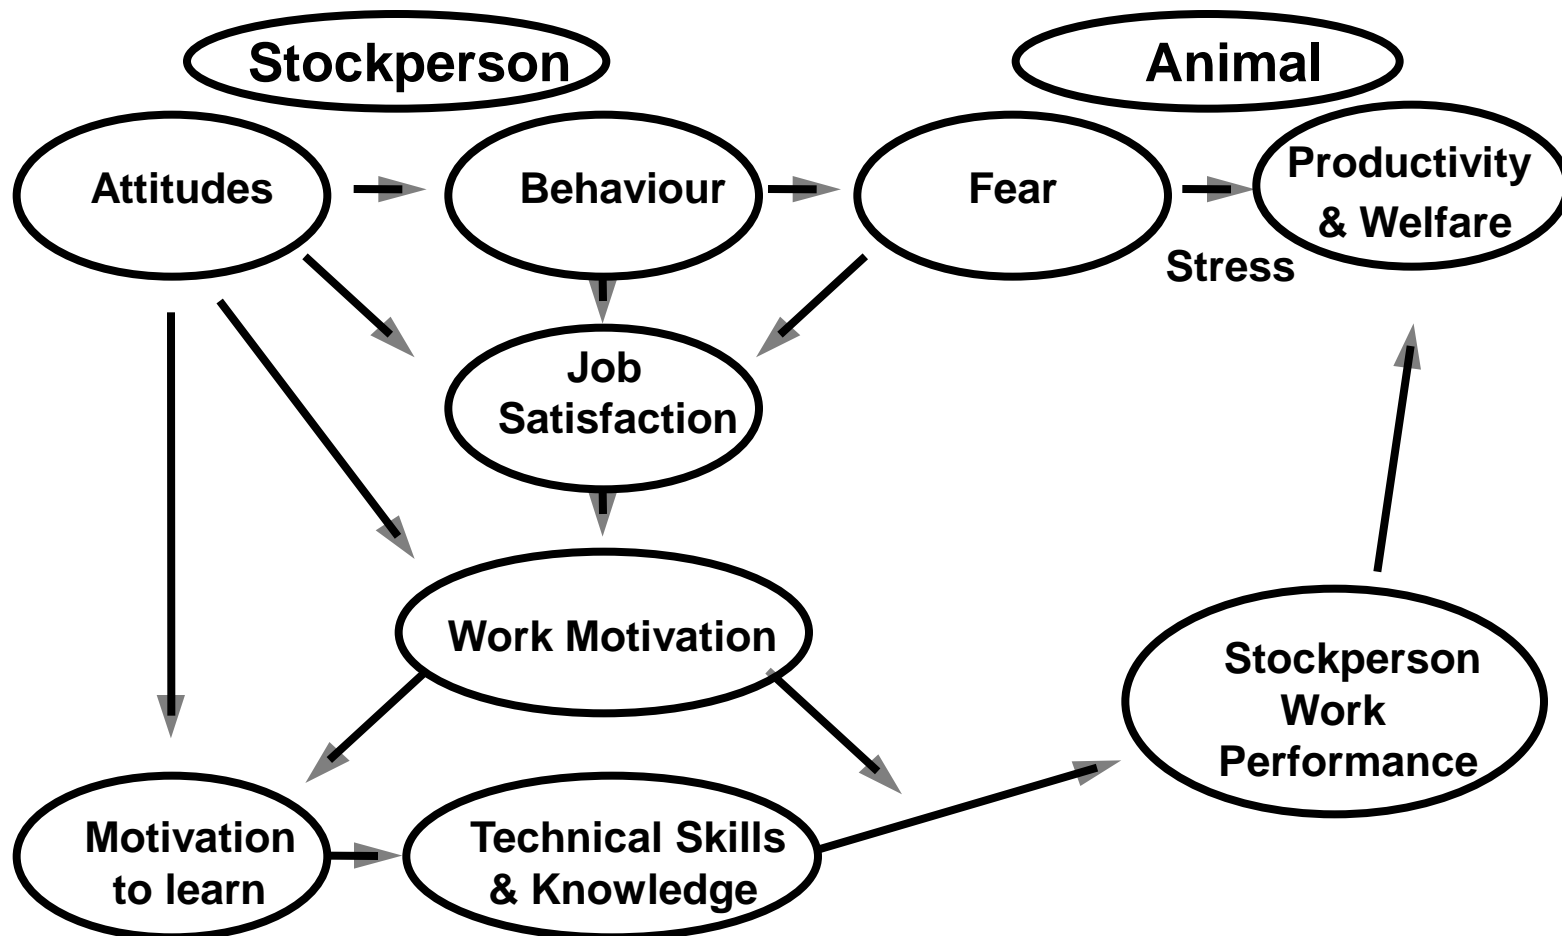 Stockperson
Animal
Attitudes
Behaviour
Fear
Productivity
& Welfare
Stress
Job
Satisfaction
Work Motivation
Stockperson
Work
Performance
Motivation
to learn
Technical Skills
& Knowledge